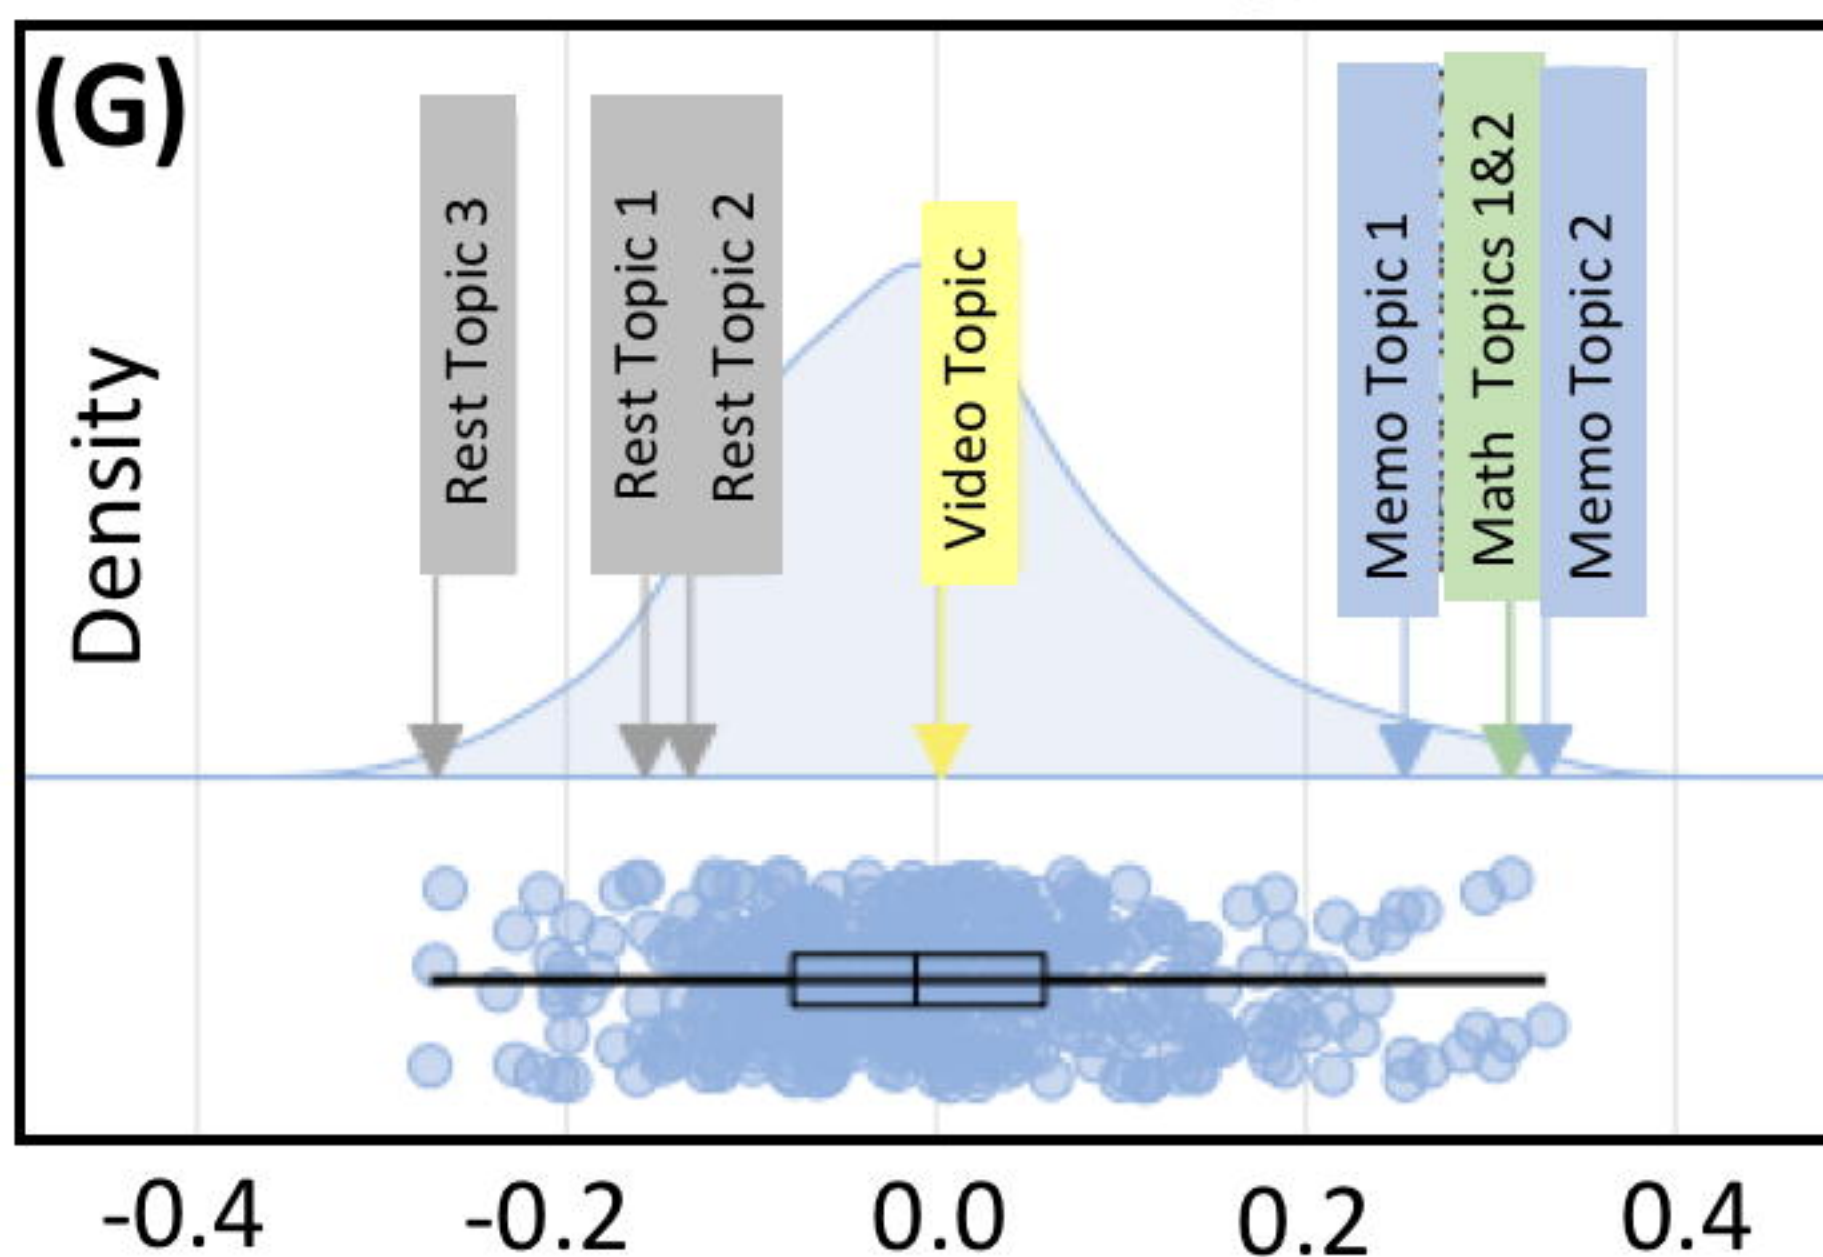 (G)
Density
Rest Topic 3
Rest Topic 1
Rest Topic 2
Video Topic
Memo Topic 1
Math Topics 1&2
Memo Topic 2
-0.4
-0.2
0.0
0.2
0.4